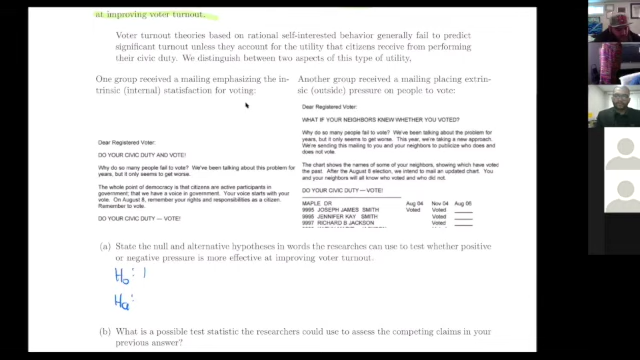 at improving voter turnout.
Voter turnout theories based on rational self-interested behavior generally fail to predict
significant turnout unless they account for the utility that citizens receive from performing
their civic duty. We distinguish between two aspects of this type of utility,
One group received a mailing emphasizing the in-
trinsic (internal) statisfaction for voting:
Dear Registered Voter:
DO YOUR CIVIC DUTY AND VOTE!
Why do so many people fail to vote? We've been talking about this problem for
years, but it only seems to get worse.
The whole point of democracy is that citizens are active participants in
government; that we have a voice in government. Your voice starts with your
vote. On August 8, remember your rights and responsibilities as a citizen.
Remember to vote.
DO YOUR CIVIC DUTY — VOTE!
Another group received a mailing placing extrin-
sic (outside) pressure on people to vote:
Dear Registered Voter:
WHAT IF YOUR NEIGHBORS KNEW WHETHER YOU VOTED?
Why do so many people fail to vote? We've been talking about the problem for
years, but it only seems to get worse. This year, we're taking a new approach.
We're sending this mailing to you and your neighbors to publicize who does and
does not vote.
The chart shows the names of some of your neighbors, showing which have voted in
the past. After the August 8 election, we intend to mail an updated chart. You
and your neighbors will all know who voted and who did not.
DO YOUR CIVIC DUTY — VOTE!
MAPLE DR Aug 04 Nov 04 Aug 06
9995 JOSEPH JAMES SMITH Voted Voted
9995 JENNIFER KAY SMITH Voted
9997 RICHARD B JACKSON Voted
(a) State the null and alternative hypotheses in words the researches can use to test whether positive
or negative pressure is more effective at improving voter turnout.
H₀:
Hₐ:
(b) What is a possible test statistic the researchers could use to assess the competing claims in your
previous answer?